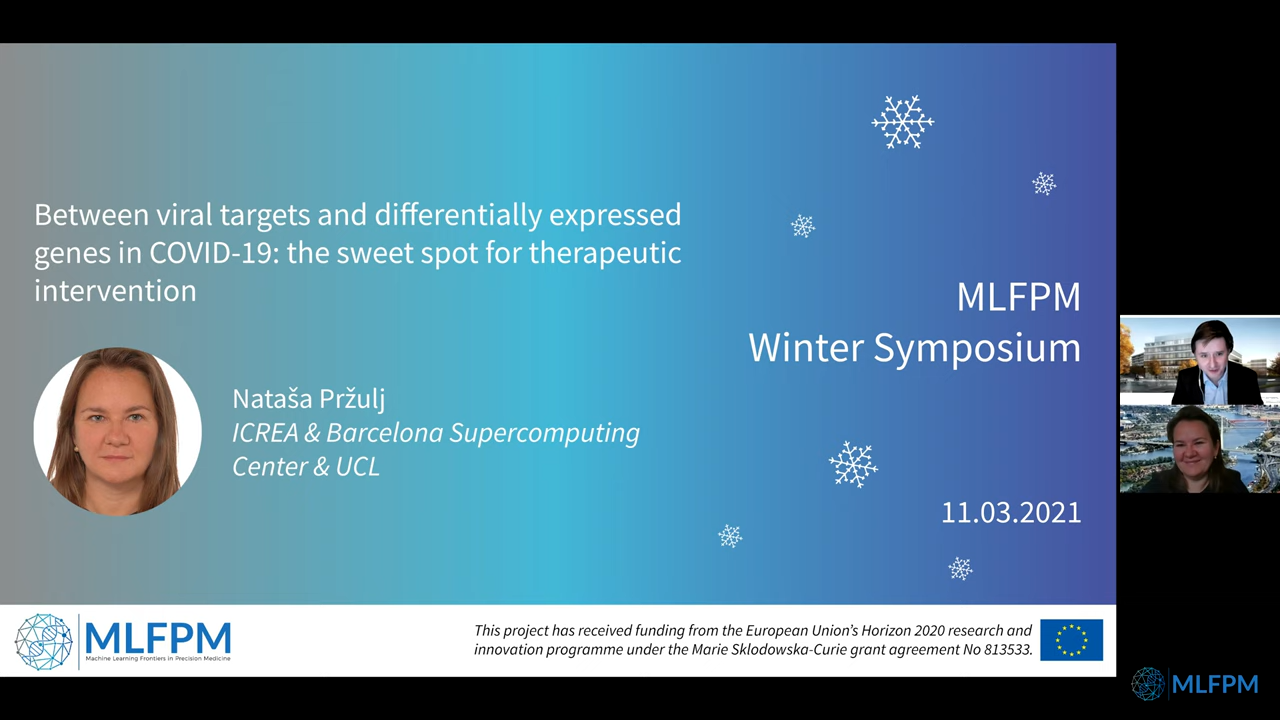 Between viral targets and differentially expressed
genes in COVID-19: the sweet spot for therapeutic
intervention
Nataša Pržulj
ICREA & Barcelona Supercomputing
Center & UCL
MLFPM
Winter Symposium
11.03.2021
MLFPM
Machine Learning Frontiers in Precision Medicine
This project has received funding from the European Union’s Horizon 2020 research and
innovation programme under the Marie Sklodowska-Curie grant agreement No 813533.
MLFPM